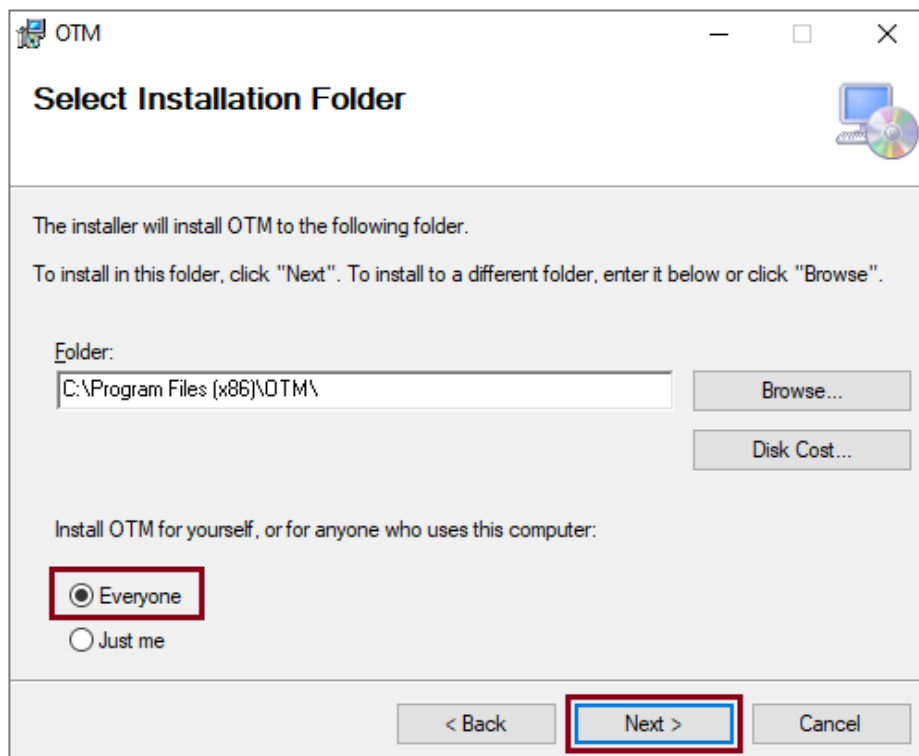 OTM
Select Installation Folder
The installer will install OTM to the following folder.
To install in this folder, click "Next". To install to a different folder, enter it below or click "Browse".
Folder:
C:\Program Files (x86)\OTM\
Browse...
Disk Cost...
Install OTM for yourself, or for anyone who uses this computer:
Everyone
Just me
< Back
Next >
Cancel